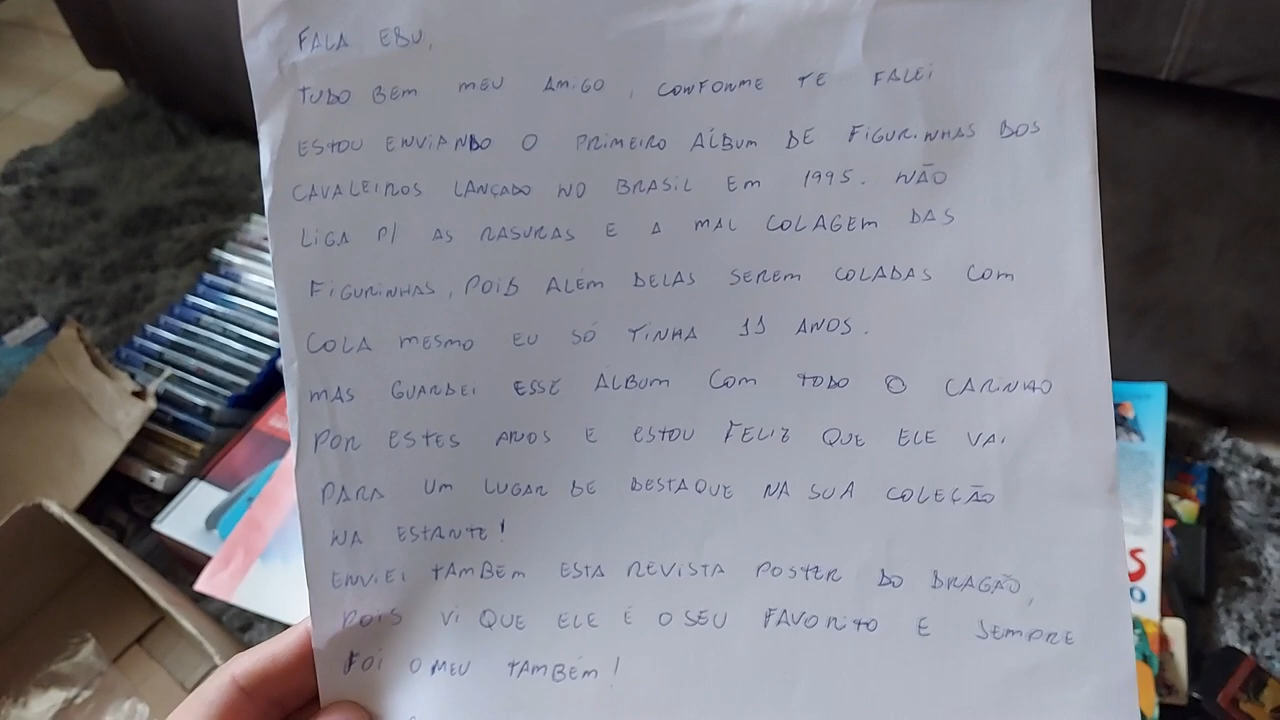 FALA EBU,
TUDO BEM MEU AMIGO, CONFORME TE FALEI
ESTOU ENVIANDO O PRIMEIRO ÁLBUM DE FIGURINHAS DOS
CAVALEIROS LANÇADO NO BRASIL EM 1995. NÃO
LIGA P/ AS RASURAS E A MAL COLAGEM DAS
FIGURINHAS, POIS ALÉM DELAS SEREM COLADAS COM
COLA MESMO EU SÓ TINHA 11 ANOS.
MAS GUARDEI ESSE ÁLBUM COM TODO O CARINHO
POR ESTES ANOS E ESTOU FELIZ QUE ELE VAI
PARA UM LUGAR DE DESTAQUE NA SUA COLEÇÃO
NA ESTANTE!
ENVIEI TAMBÉM ESTA REVISTA POSTER DO DRAGÃO,
POIS VI QUE ELE É O SEU FAVORITO E SEMPRE
FOI O MEU TAMBÉM!